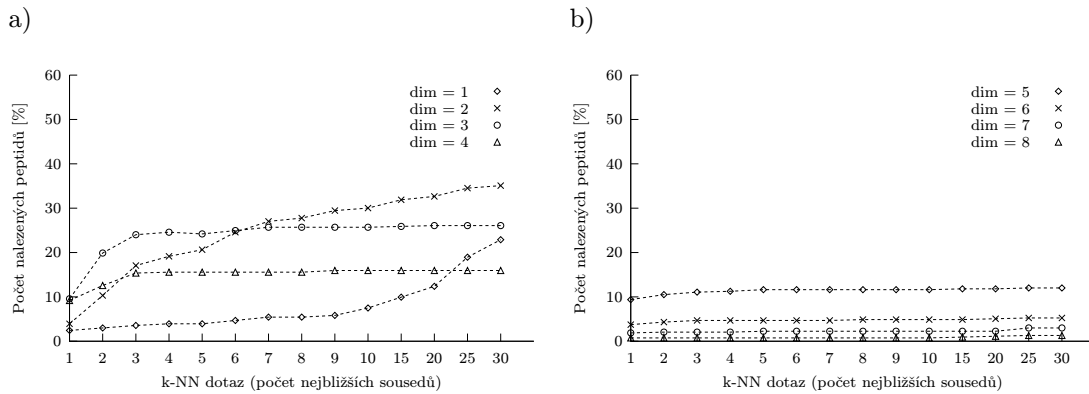 a)
Počet nalezených peptidů [%]
60
50
40
30
20
10
0
dim = 1
dim = 2
dim = 3
dim = 4
1 2 3 4 5 6 7 8 9 10 15 20 25 30
k-NN dotaz (počet nejbližších sousedů)
b)
Počet nalezených peptidů [%]
60
50
40
30
20
10
0
dim = 5
dim = 6
dim = 7
dim = 8
1 2 3 4 5 6 7 8 9 10 15 20 25 30
k-NN dotaz (počet nejbližších sousedů)